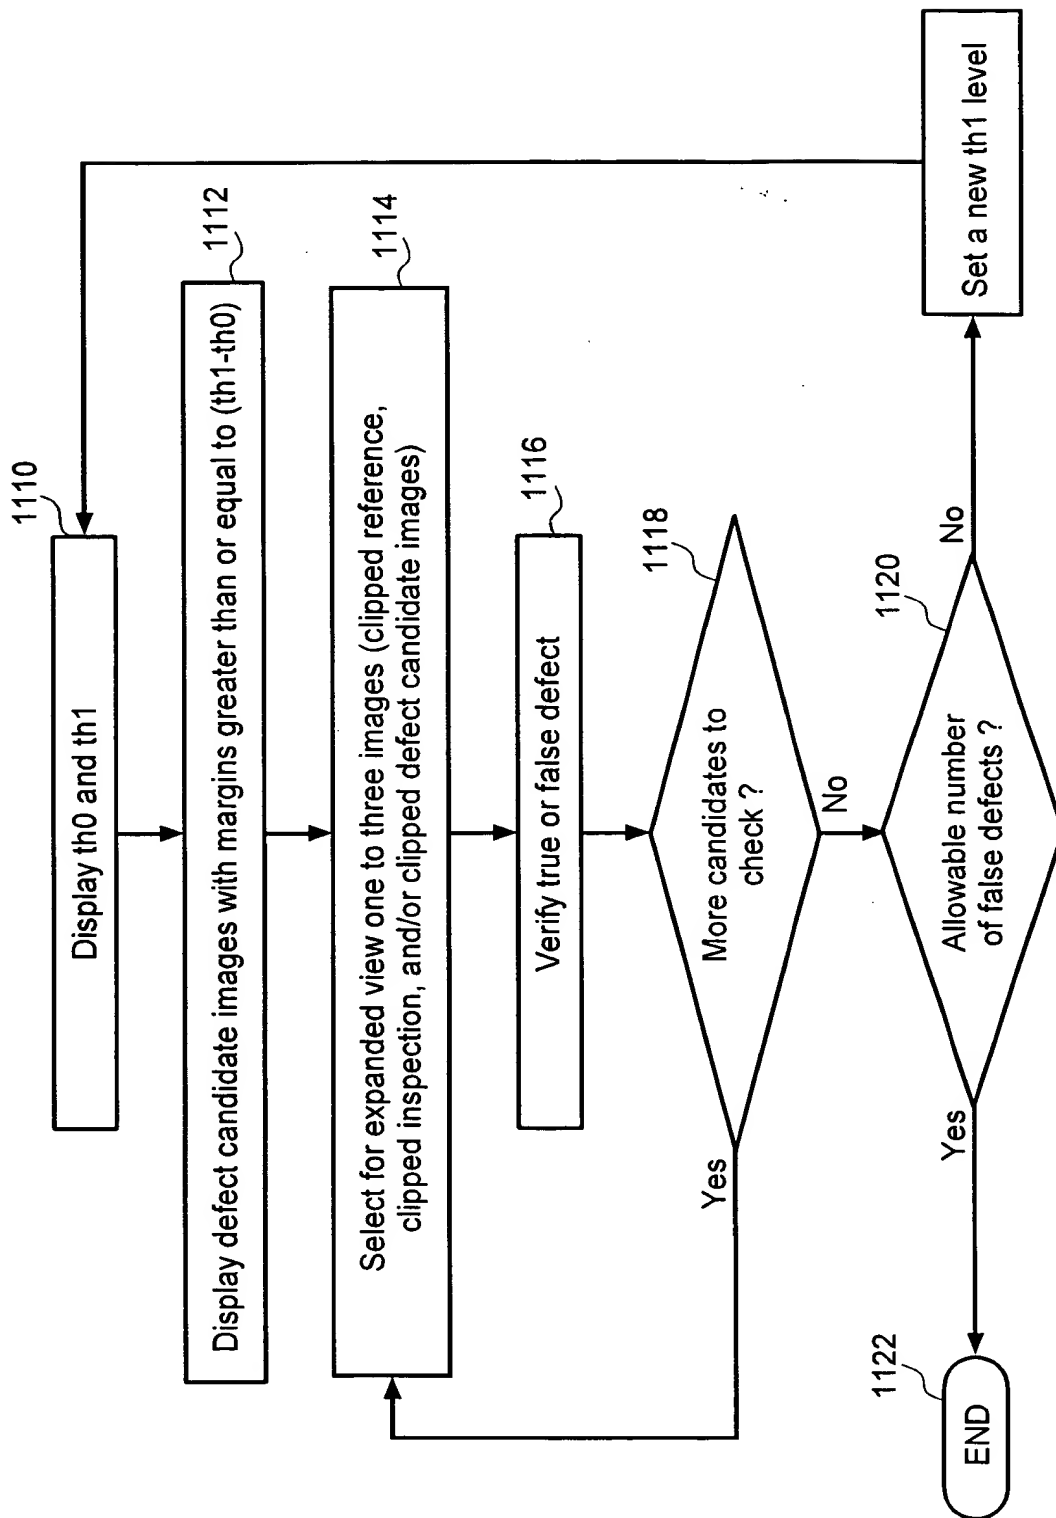 1110
Display th0 and th1
1112
Display defect candidate images with margins greater than or equal to (th1-th0)
1114
Select for expanded view one to three images (clipped reference,
clipped inspection, and/or clipped defect candidate images)
1116
Verify true or false defect
1118
More candidates to
check ?
Yes
No
1120
Allowable number
of false defects ?
Yes
No
Set a new th1 level
1122
END